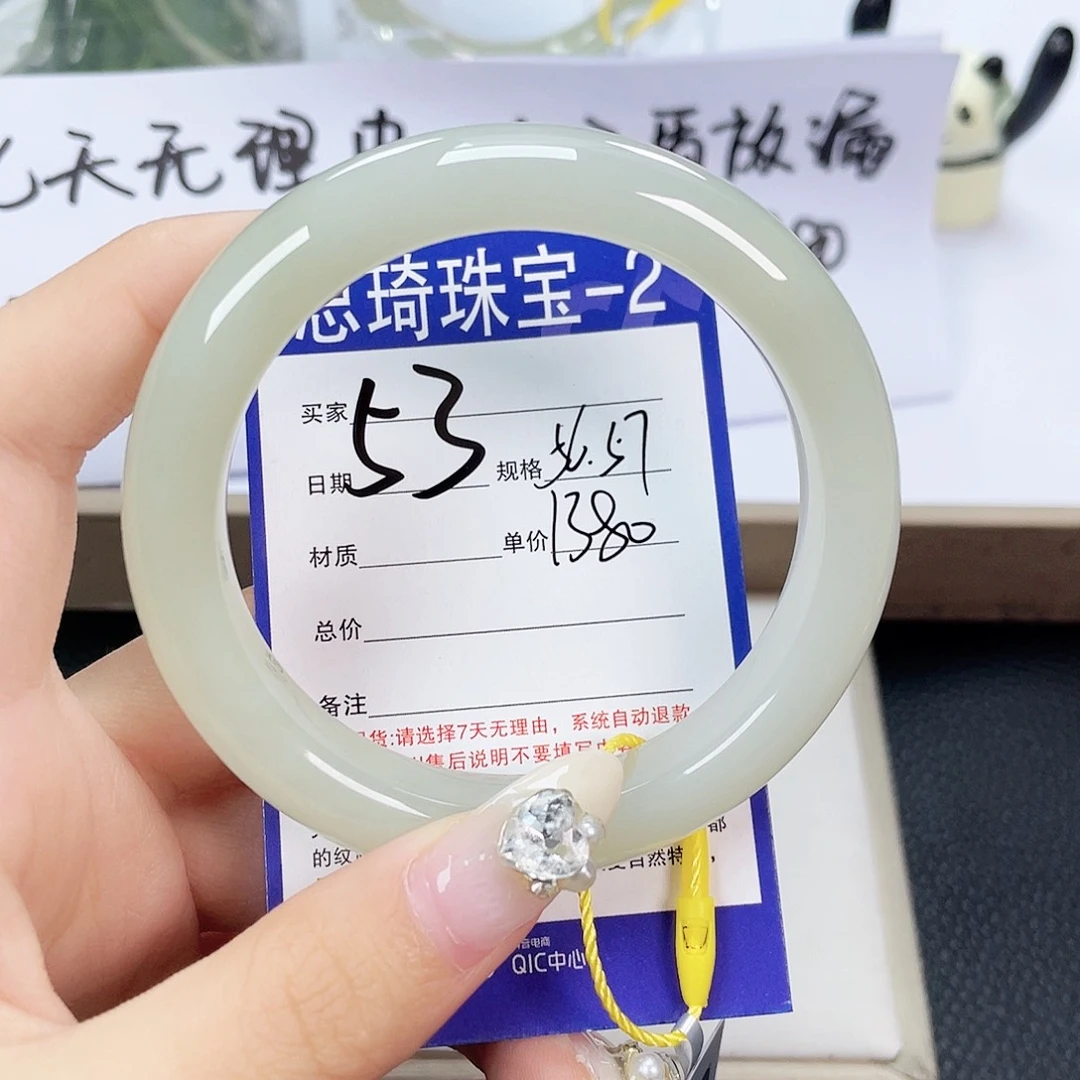 天无理由 质放漏
琦珠宝-2
买家 53
日期 规格 56.57
材质 单价 1380
总价
备注
货:请选择7天无理由，系统自动退款
售后说明不要填写
的纹 自然特
QIC中心